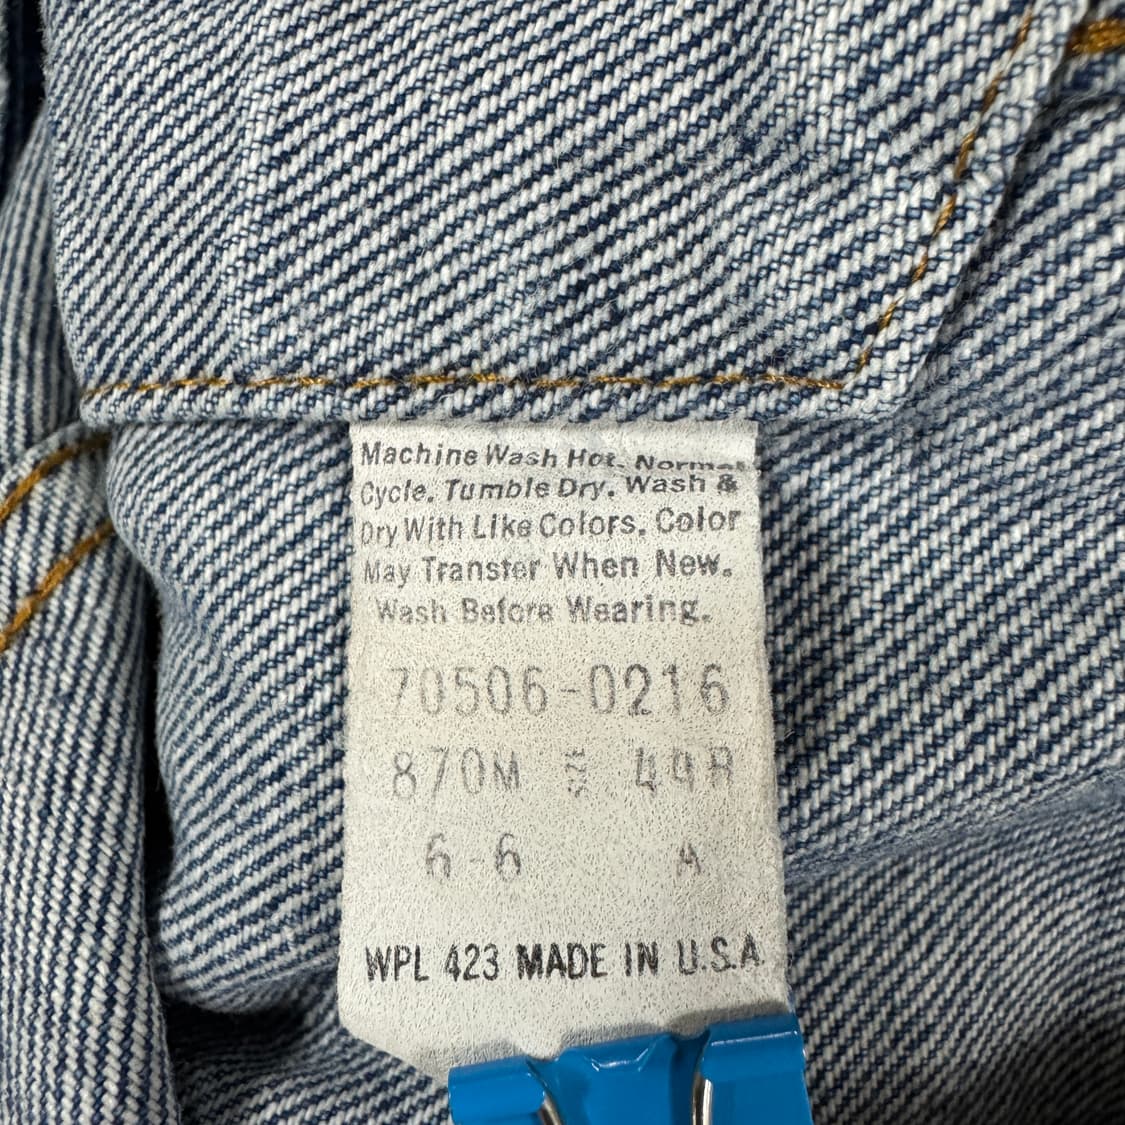 Machine Wash Hot. Normal
Cycle. Tumble Dry. Wash &
Dry With Like Colors. Color
May Transfer When New.
Wash Before Wearing.
70506-0216
870M 49R
6-6 A
WPL 423 MADE IN U.S.A.